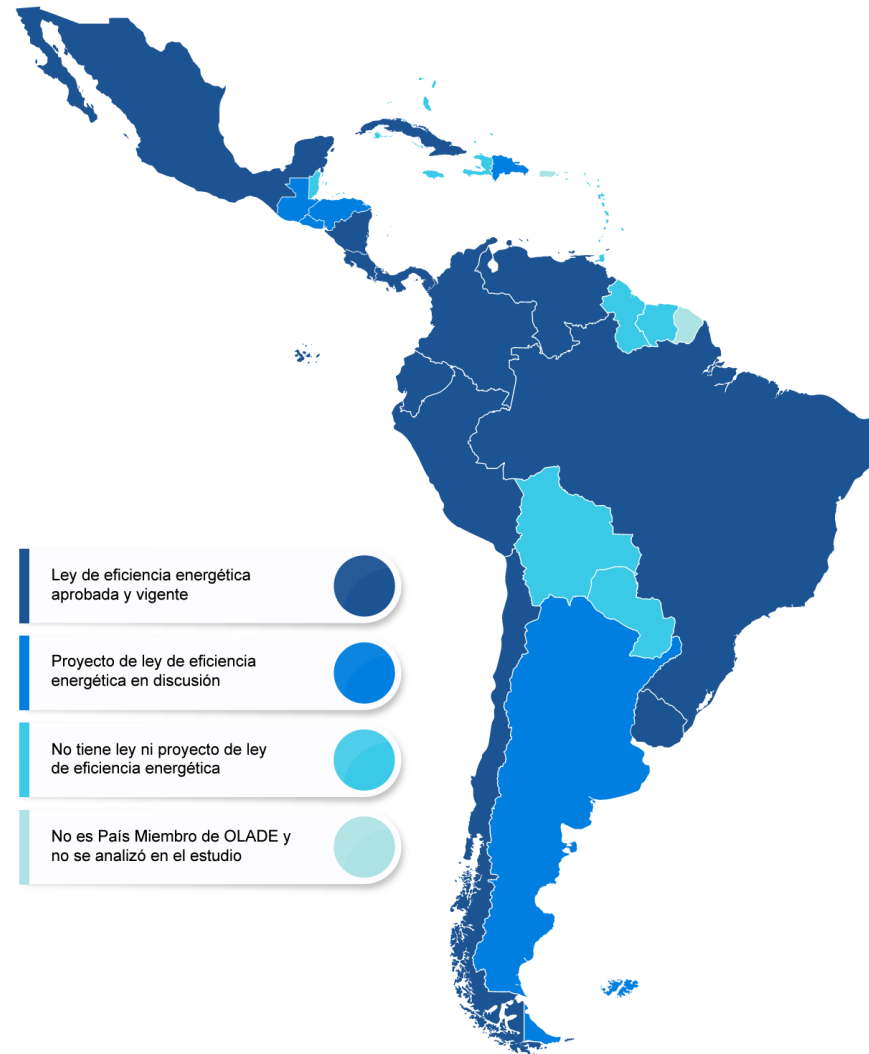 Ley de eficiencia energética
aprobada y vigente
Proyecto de ley de eficiencia
energética en discusión
No tiene ley ni proyecto de ley
de eficiencia energética
No es País Miembro de OLADE y
no se analizó en el estudio